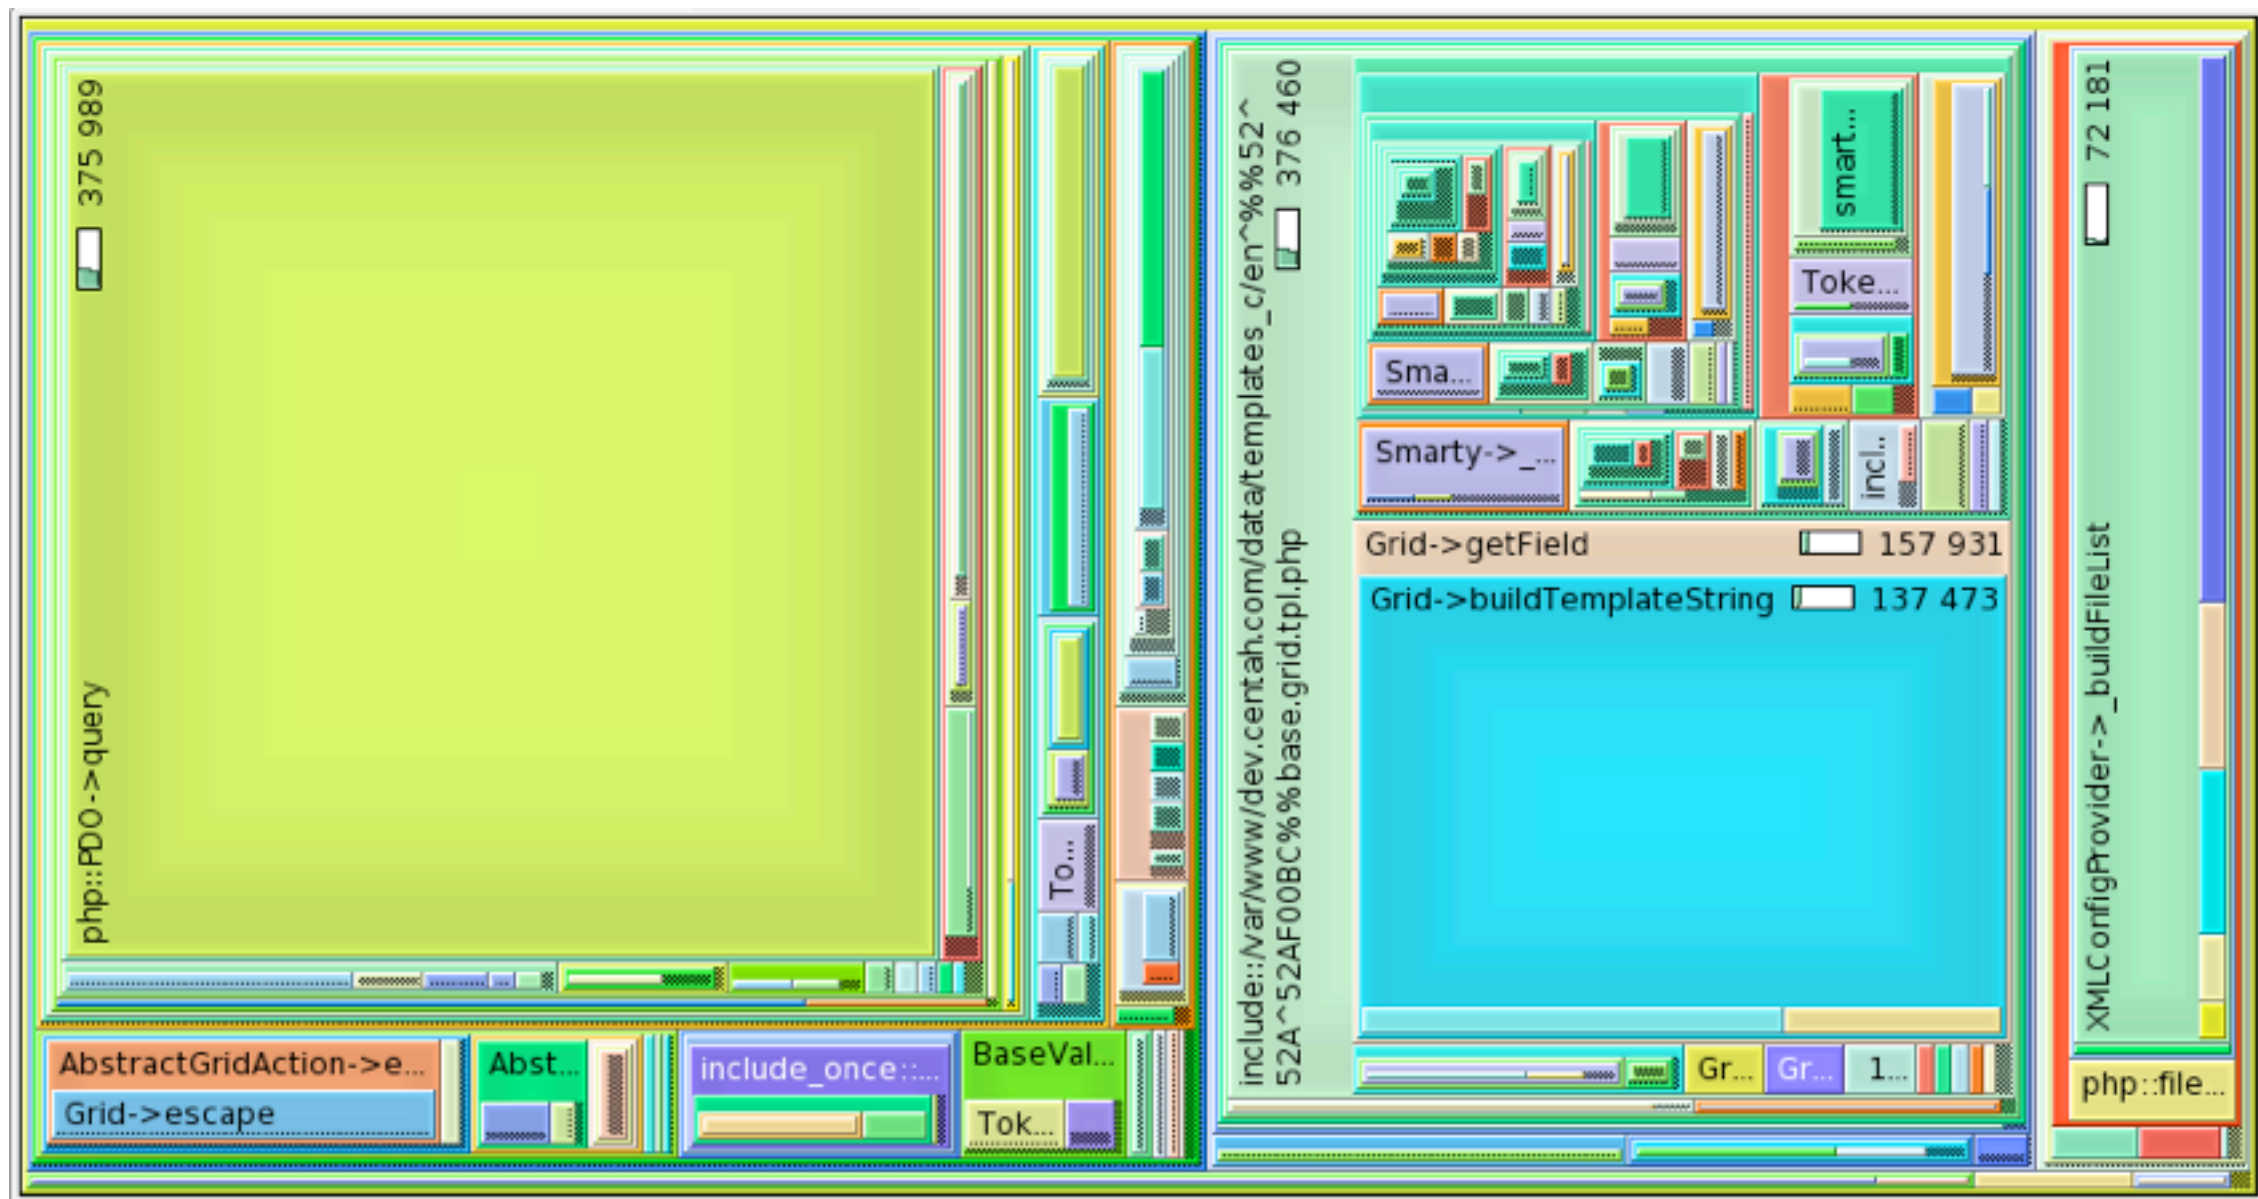 php::PDO->query 375 989
AbstractGridAction->e...
Grid->escape
Abst...
include_once::...
BaseVal...
Tok...
To...
include::/var/www/dev.centah.com/data/templates_c/en^%%52^
52A^52AF00BC%%base.grid.tpl.php 376 460
smart...
Toke...
Sma...
Smarty->_...
incl..
Grid->getField 157 931
Grid->buildTemplateString 137 473
Gr...
Gr...
1...
XMLConfigProvider->_buildFileList 72 181
php::file...